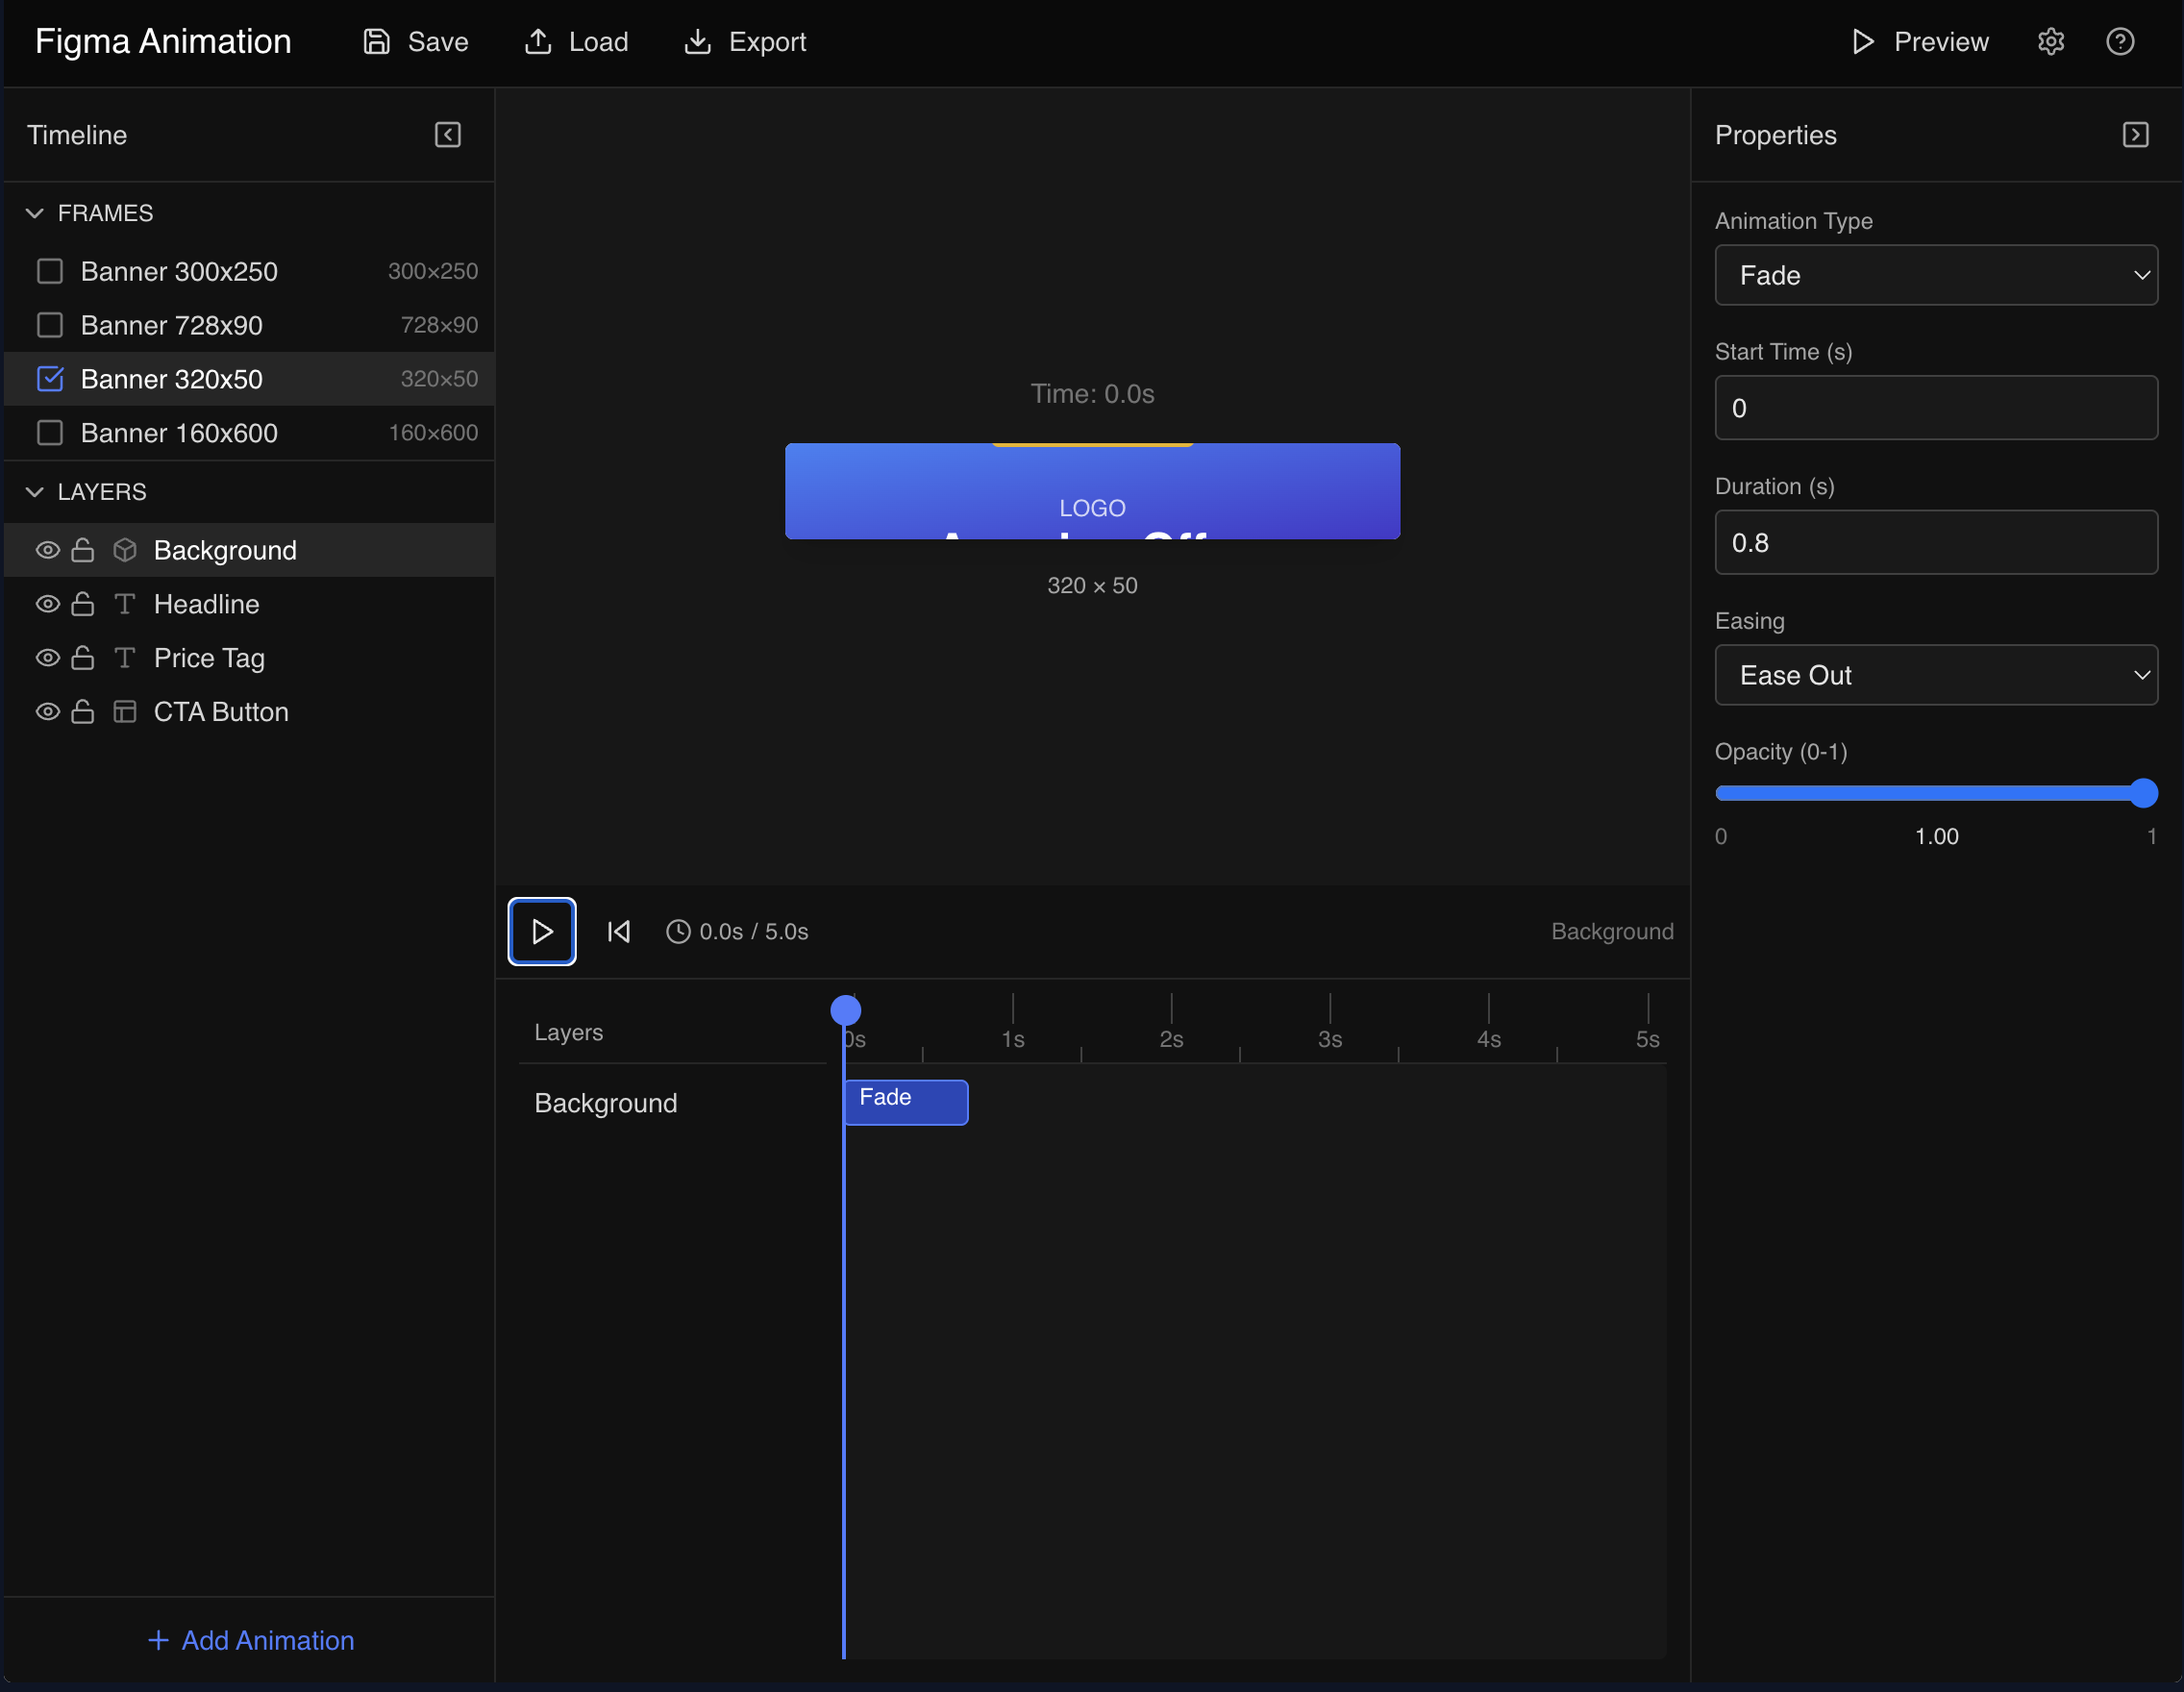 Figma Animation Save Load Export Preview
Timeline
FRAMES
Banner 300x250 300×250
Banner 728x90 728×90
Banner 320x50 320×50
Banner 160x600 160×600
LAYERS
Background
Headline
Price Tag
CTA Button
Add Animation
Time: 0.0s
LOGO
320 × 50
0.0s / 5.0s Background
Layers 0s 1s 2s 3s 4s 5s
Background Fade
Properties
Animation Type
Fade
Start Time (s)
0
Duration (s)
0.8
Easing
Ease Out
Opacity (0-1)
0 1.00 1